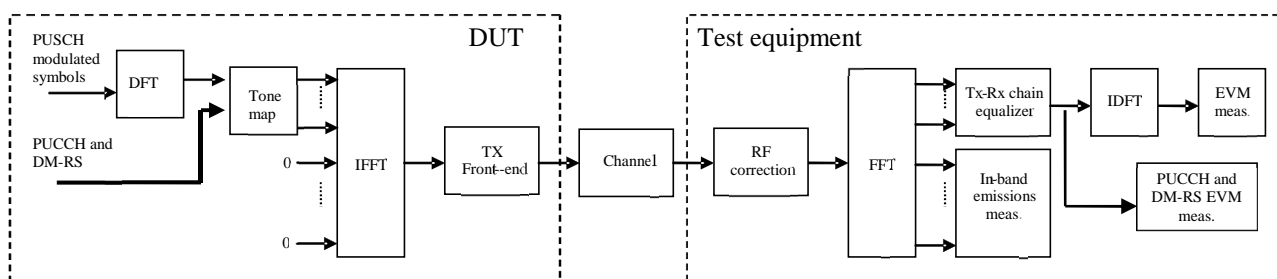 DUT
Test equipment
PUSCH
modulated
symbols
DFT
Tone
map
PUCCH and
DM-RS
0
0
IFFT
TX
Front--end
Channel
RF
correction
FFT
Tx-Rx chain
equalizer
In-band
emissions
meas.
IDFT
EVM
meas.
PUCCH and
DM-RS EVM
meas.